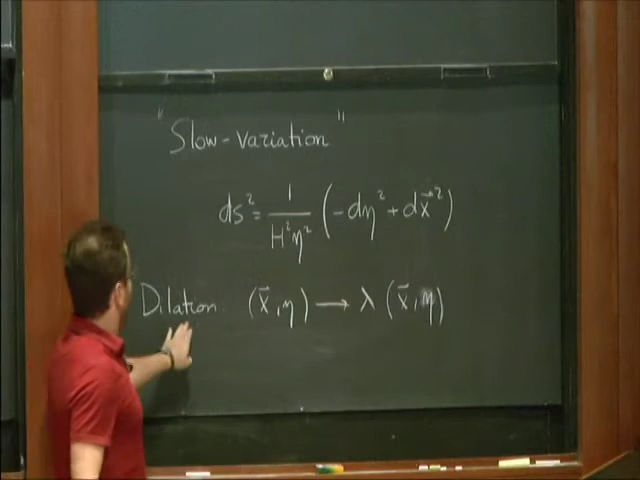 "Slow-variation"
ds² = 1/(H²η²) (-dη² + dx⃗²)
Dilation (x⃗, η) → λ (x⃗, η)